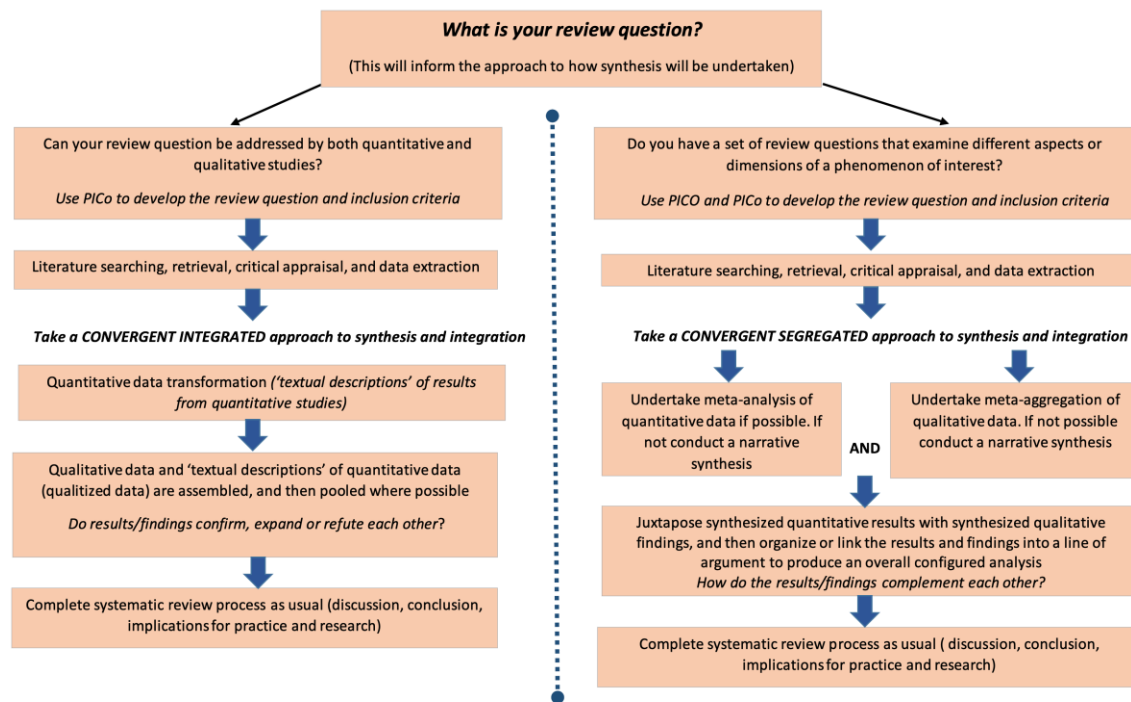 What is your review question?
(This will inform the approach to how synthesis will be undertaken)
Can your review question be addressed by both quantitative and
qualitative studies?
Use PICo to develop the review question and inclusion criteria
Literature searching, retrieval, critical appraisal, and data extraction
Take a CONVERGENT INTEGRATED approach to synthesis and integration
Quantitative data transformation (‘textual descriptions’ of results
from quantitative studies)
Qualitative data and ‘textual descriptions’ of quantitative data
(qualitized data) are assembled, and then pooled where possible
Do results/findings confirm, expand or refute each other?
Complete systematic review process as usual (discussion, conclusion,
implications for practice and research)
Do you have a set of review questions that examine different aspects or
dimensions of a phenomenon of interest?
Use PICO and PICo to develop the review question and inclusion criteria
Literature searching, retrieval, critical appraisal, and data extraction
Take a CONVERGENT SEGREGATED approach to synthesis and integration
Undertake meta-analysis of
quantitative data if possible. If
not conduct a narrative
synthesis
AND
Undertake meta-aggregation of
qualitative data. If not possible
conduct a narrative synthesis
Juxtapose synthesized quantitative results with synthesized qualitative
findings, and then organize or link the results and findings into a line of
argument to produce an overall configured analysis
How do the results/findings complement each other?
Complete systematic review process as usual ( discussion, conclusion,
implications for practice and research)